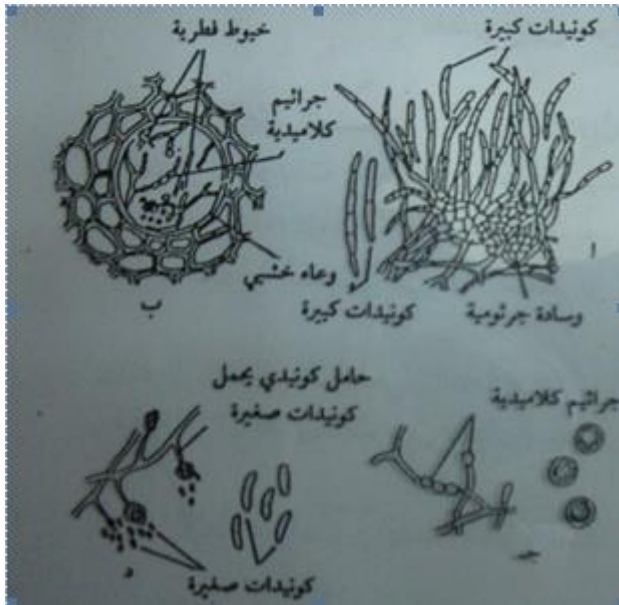 كونيدات كبيرة
خيوط فطرية
جراثيم
كلاميدية
وعاء خشبي
كونيدات كبيرة
وسادة جرثومية
ا
ب
حامل كونيدي يحمل
كونيدات صغيرة
جراثيم كلاميدية
كونيدات صغيرة
جـ
د